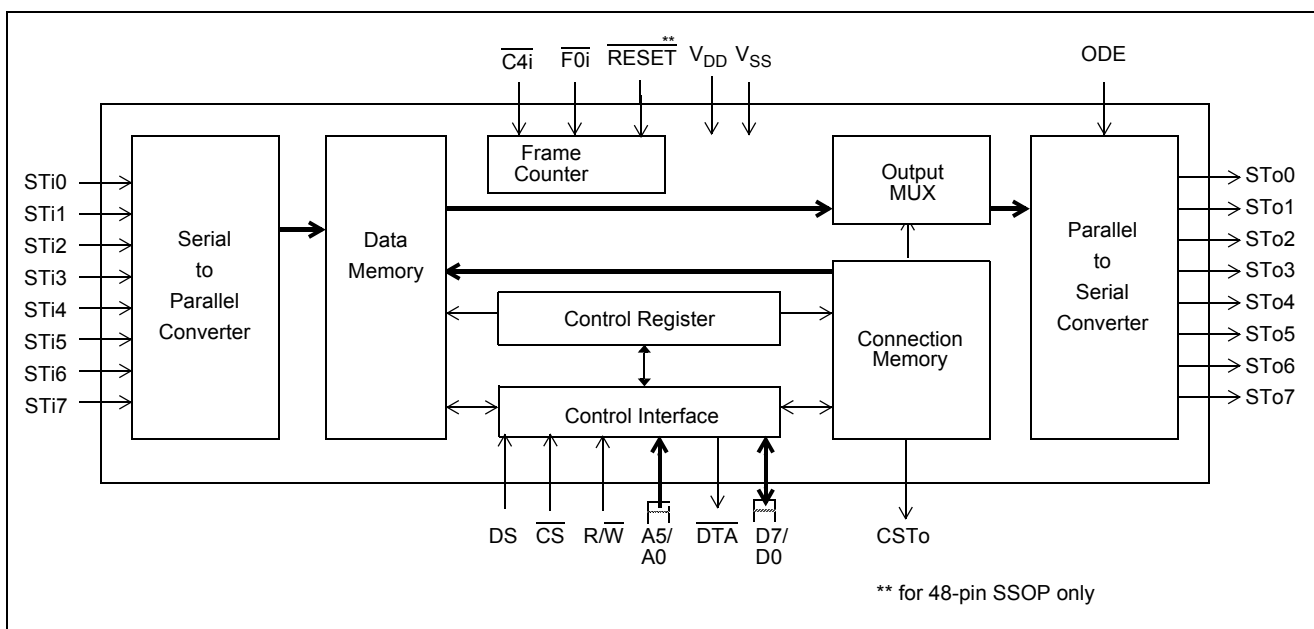 **
C4i F0i RESET VDD VSS ODE
Frame
Counter
Output
MUX
STi0
STi1
STi2
STi3
STi4
STi5
STi6
STi7
Serial
to
Parallel
Converter
Data
Memory
Control Register
Control Interface
Connection
Memory
Parallel
to
Serial
Converter
STo0
STo1
STo2
STo3
STo4
STo5
STo6
STo7
DS CS R/W A5/ DTA D7/ CSTo
A0 D0
** for 48-pin SSOP only